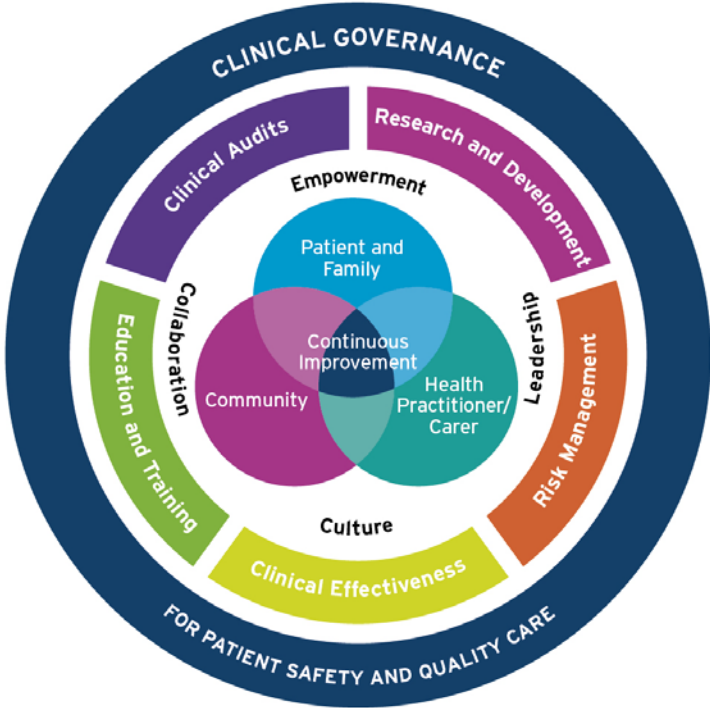 CLINICAL GOVERNANCE
Clinical Audits
Research and Development
Empowerment
Patient and
Family
Collaboration
Leadership
Continuous
Improvement
Community
Health
Practitioner/
Carer
Education and Training
Risk Management
Culture
Clinical Effectiveness
FOR PATIENT SAFETY AND QUALITY CARE